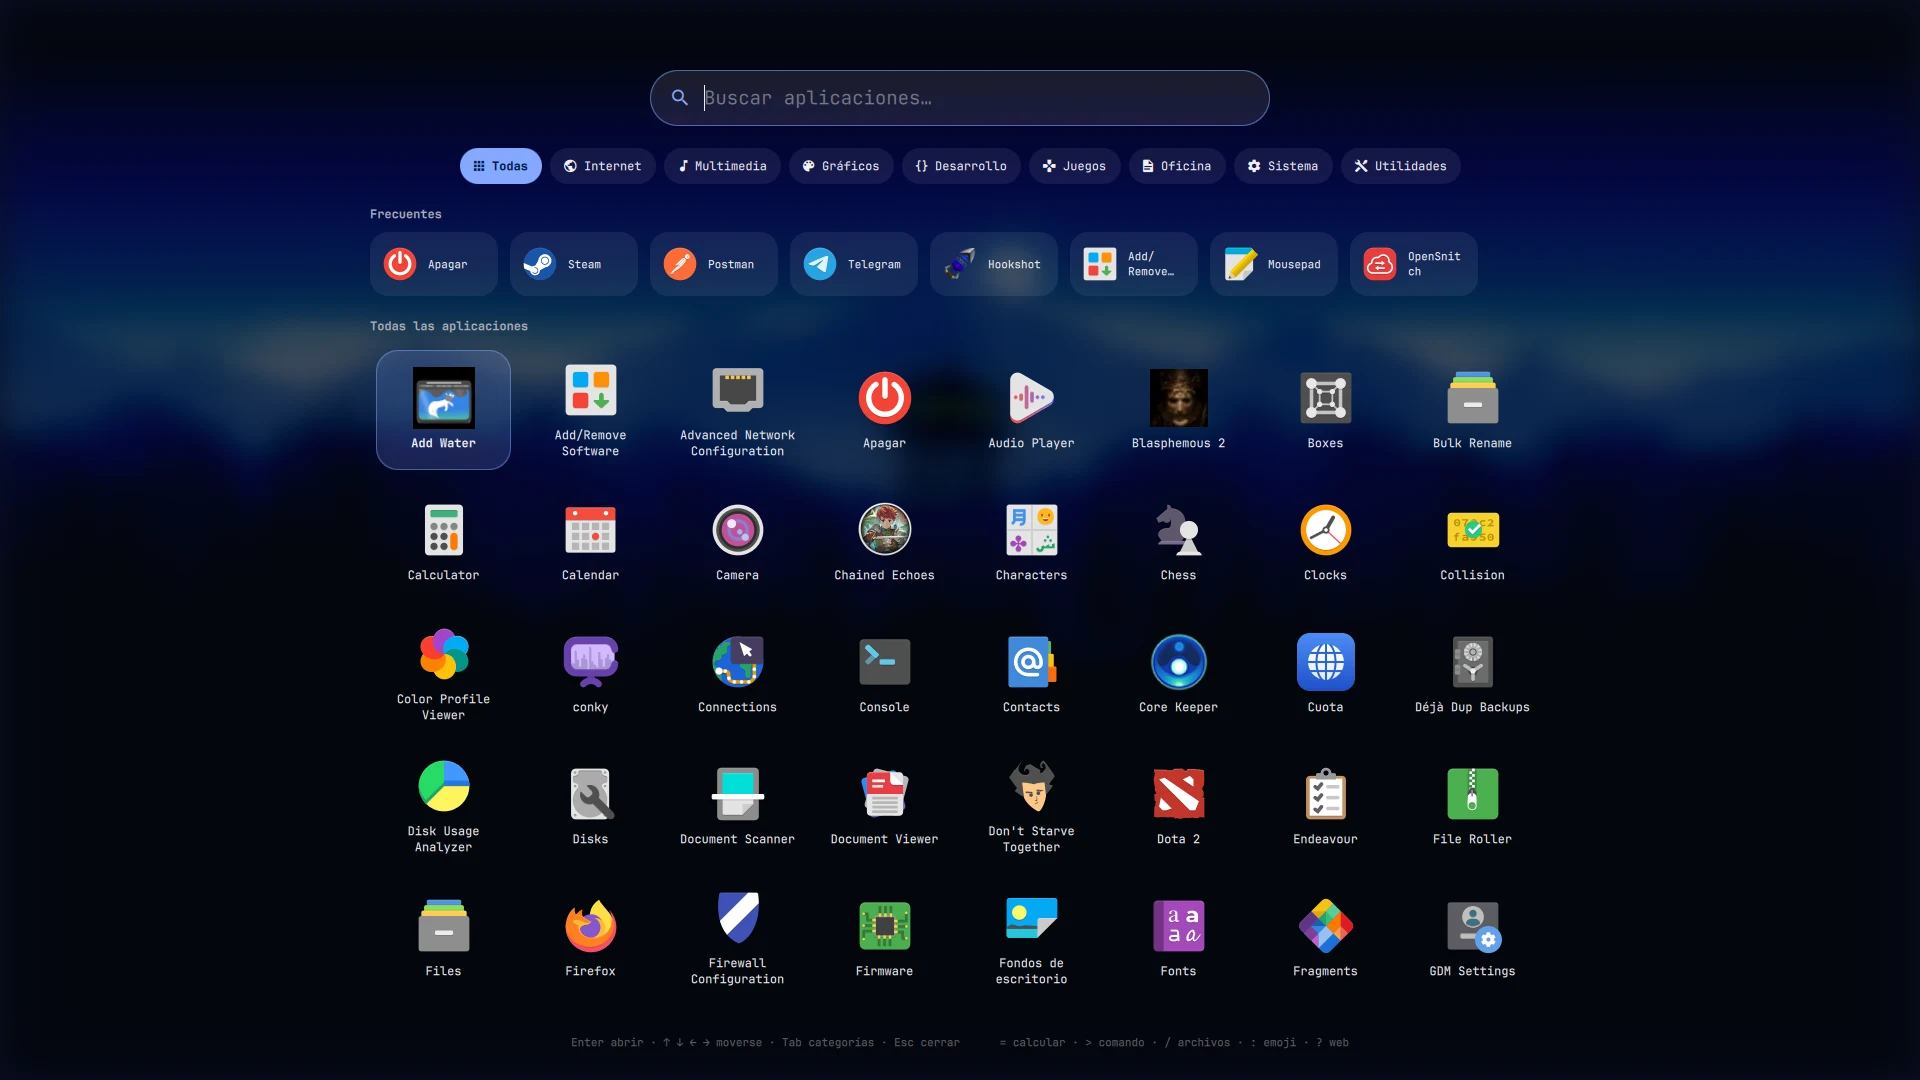 Buscar aplicaciones…
Todas
Internet
Multimedia
Gráficos
Desarrollo
Juegos
Oficina
Sistema
Utilidades
Frecuentes
Apagar
Steam
Postman
Telegram
Hookshot
Add/
Remove…
Mousepad
OpenSnit
ch
Todas las aplicaciones
Add Water
Add/Remove
Software
Advanced Network
Configuration
Apagar
Audio Player
Blasphemous 2
Boxes
Bulk Rename
Calculator
Calendar
Camera
Chained Echoes
Characters
Chess
Clocks
Collision
Color Profile
Viewer
conky
Connections
Console
Contacts
Core Keeper
Cuota
Déjà Dup Backups
Disk Usage
Analyzer
Disks
Document Scanner
Document Viewer
Don't Starve
Together
Dota 2
Endeavour
File Roller
Files
Firefox
Firewall
Configuration
Firmware
Fondos de
escritorio
Fonts
Fragments
GDM Settings
Enter abrir · ↑ ↓ ← → moverse · Tab categorías · Esc cerrar
= calcular · > comando · / archivos · : emoji · ? web